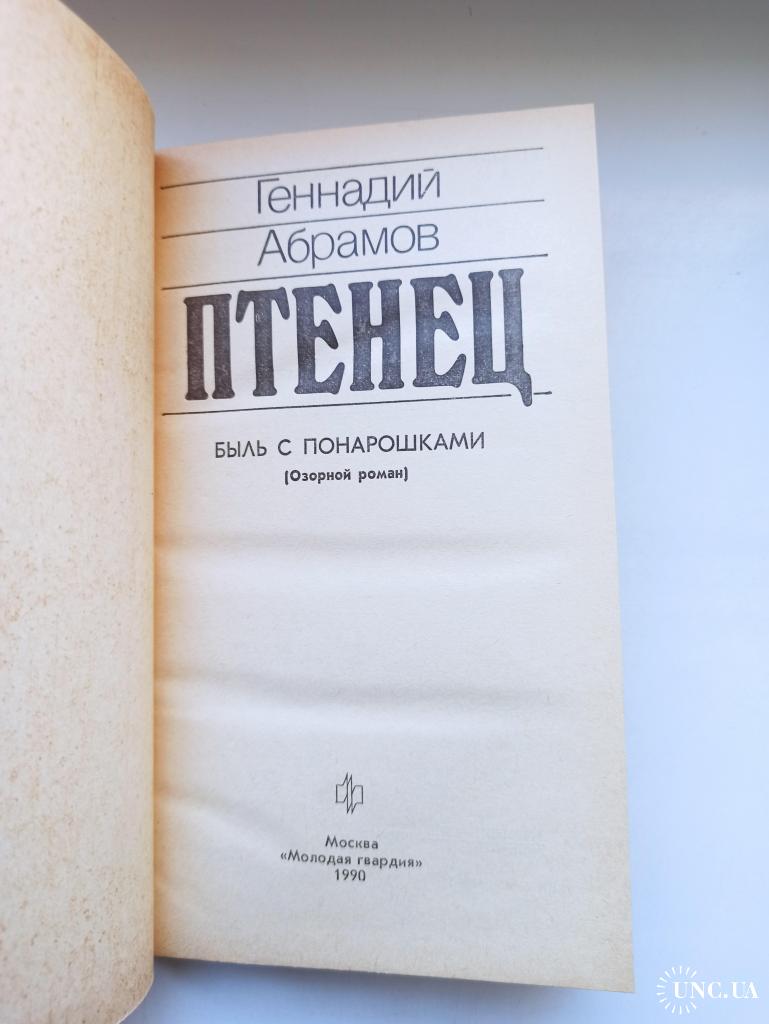 Геннадий
Абрамов
ПТЕНЕЦ
БЫЛЬ С ПОНАРОШКАМИ
(Озорной роман)
Москва
«Молодая гвардия»
1990
UNC.UA